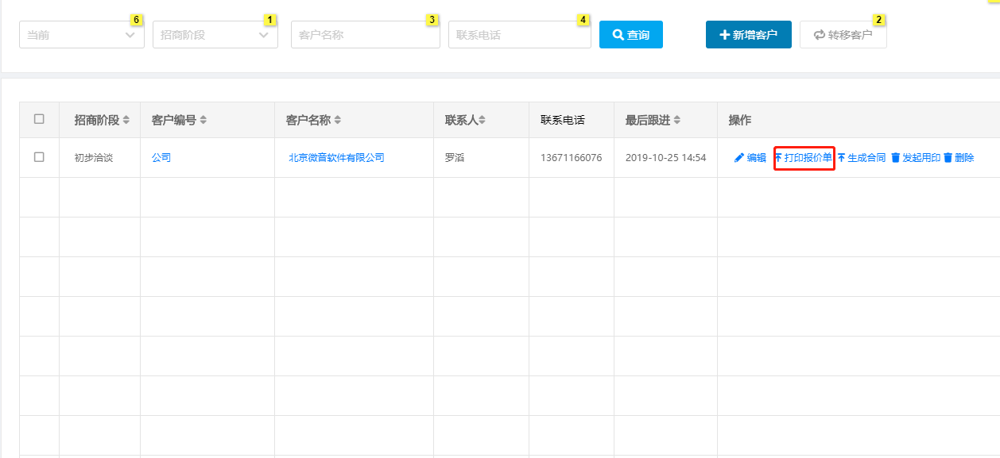 当前 6 招商阶段 1 客户名称 3 联系电话 4 查询 新增客户 转移客户 2
招商阶段 客户编号 客户名称 联系人 联系电话 最后跟进 操作
初步洽谈 公司 北京微音软件有限公司 罗滔 13671166076 2019-10-25 14:54 编辑 打印报价单 生成合同 发起用印 删除